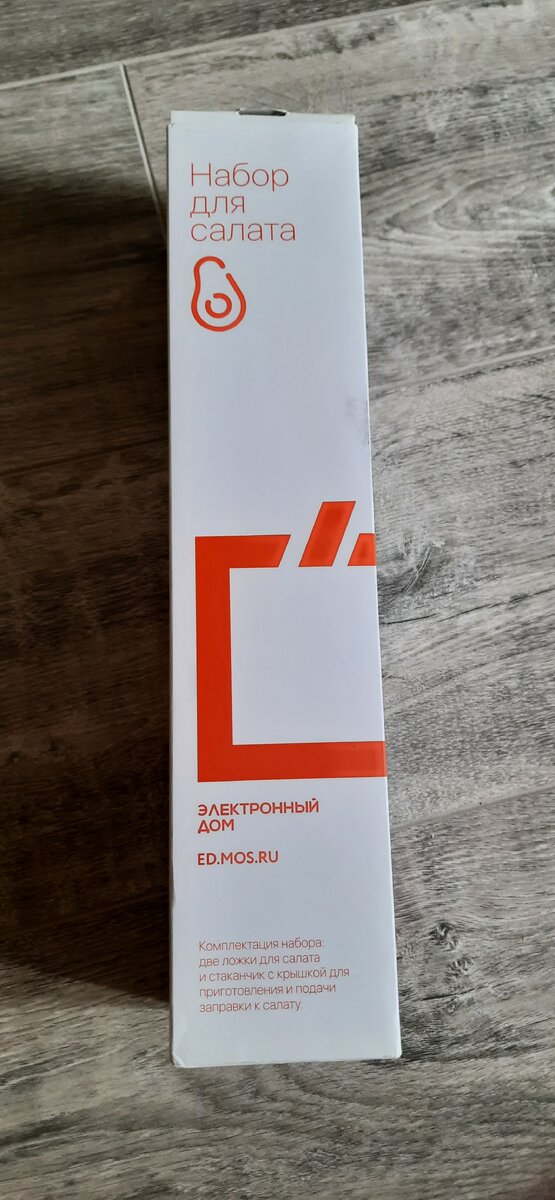 Набор
для
салата
ЭЛЕКТРОННЫЙ
ДОМ
ED.MOS.RU
Комплектация набора:
две ложки для салата
и стаканчик с крышкой для
приготовления и подачи
заправки к салату.